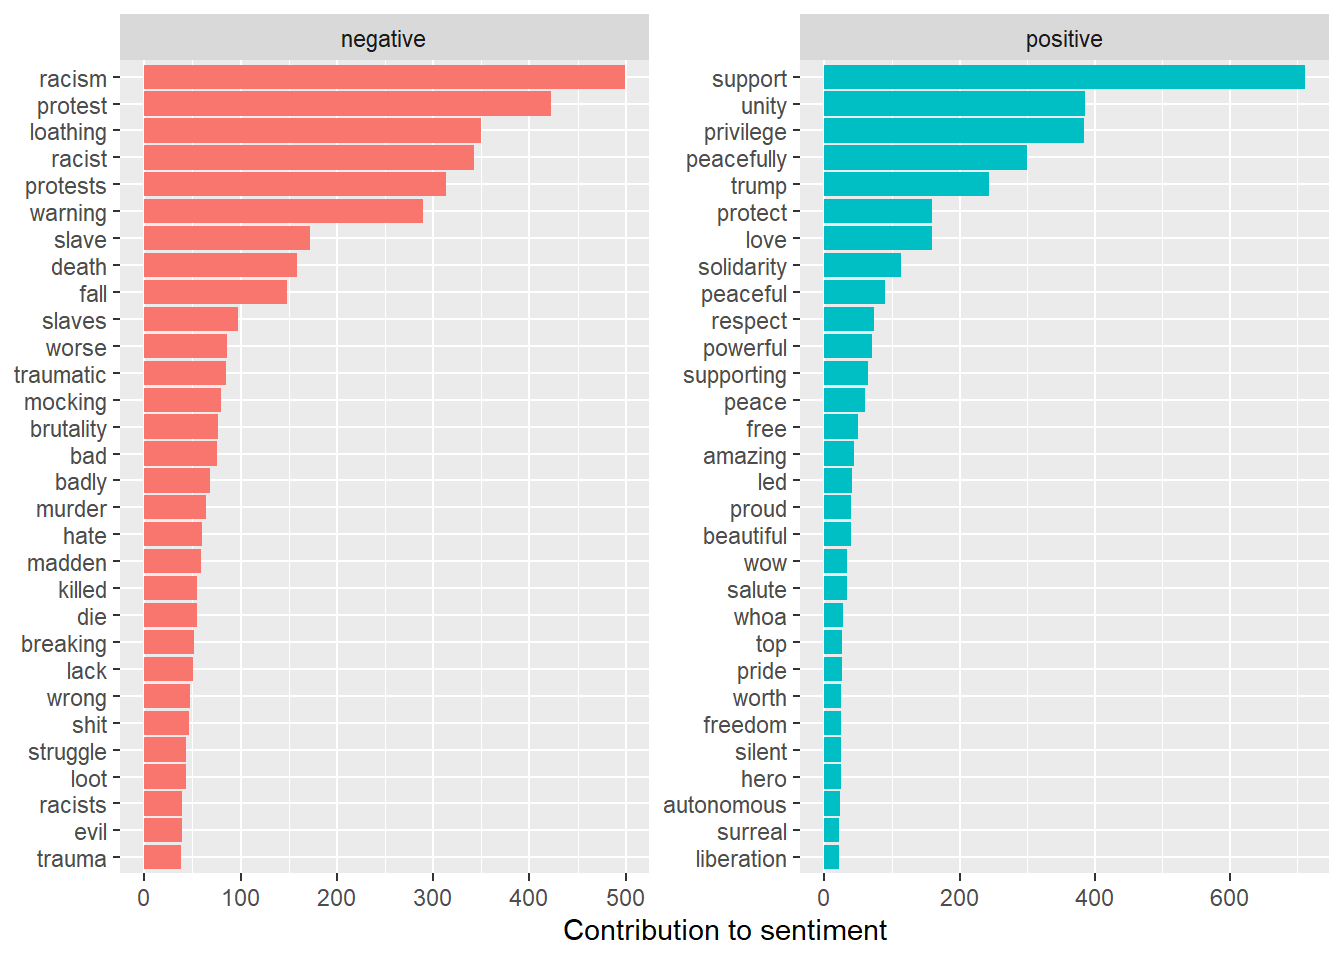 negative
racism
protest
loathing
racist
protests
warning
slave
death
fall
slaves
worse
traumatic
mocking
brutality
bad
badly
murder
hate
madden
killed
die
breaking
lack
wrong
shit
struggle
loot
racists
evil
trauma
0 100 200 300 400 500
positive
support
unity
privilege
peacefully
trump
protect
love
solidarity
peaceful
respect
powerful
supporting
peace
free
amazing
led
proud
beautiful
wow
salute
whoa
top
pride
worth
freedom
silent
hero
autonomous
surreal
liberation
0 200 400 600
Contribution to sentiment